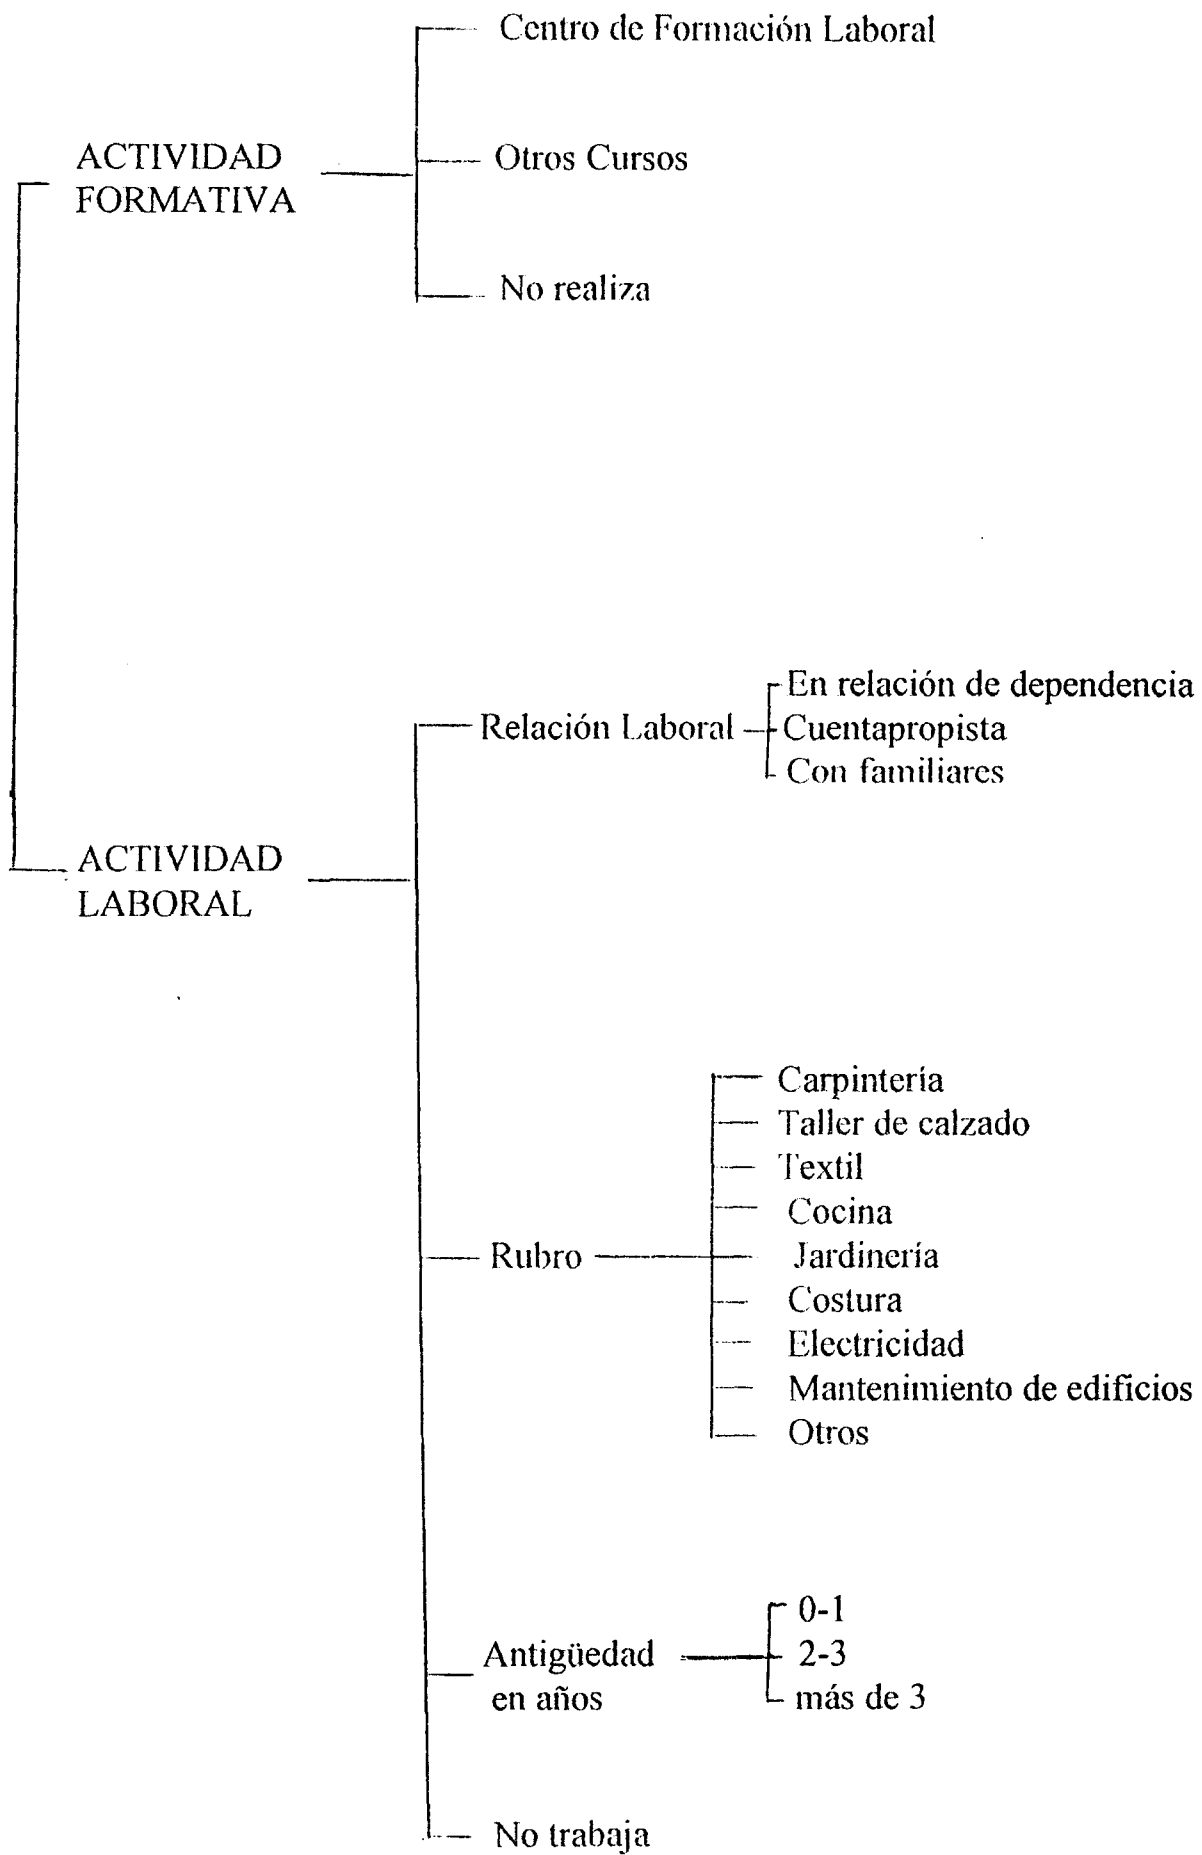 Centro de Formación Laboral
ACTIVIDAD
FORMATIVA
Otros Cursos
No realiza
ACTIVIDAD
LABORAL
Relación Laboral
En relación de dependencia
Cuentapropista
Con familiares
Rubro
Carpintería
Taller de calzado
Textil
Cocina
Jardinería
Costura
Electricidad
Mantenimiento de edificios
Otros
Antigüedad
en años
0-1
2-3
más de 3
No trabaja